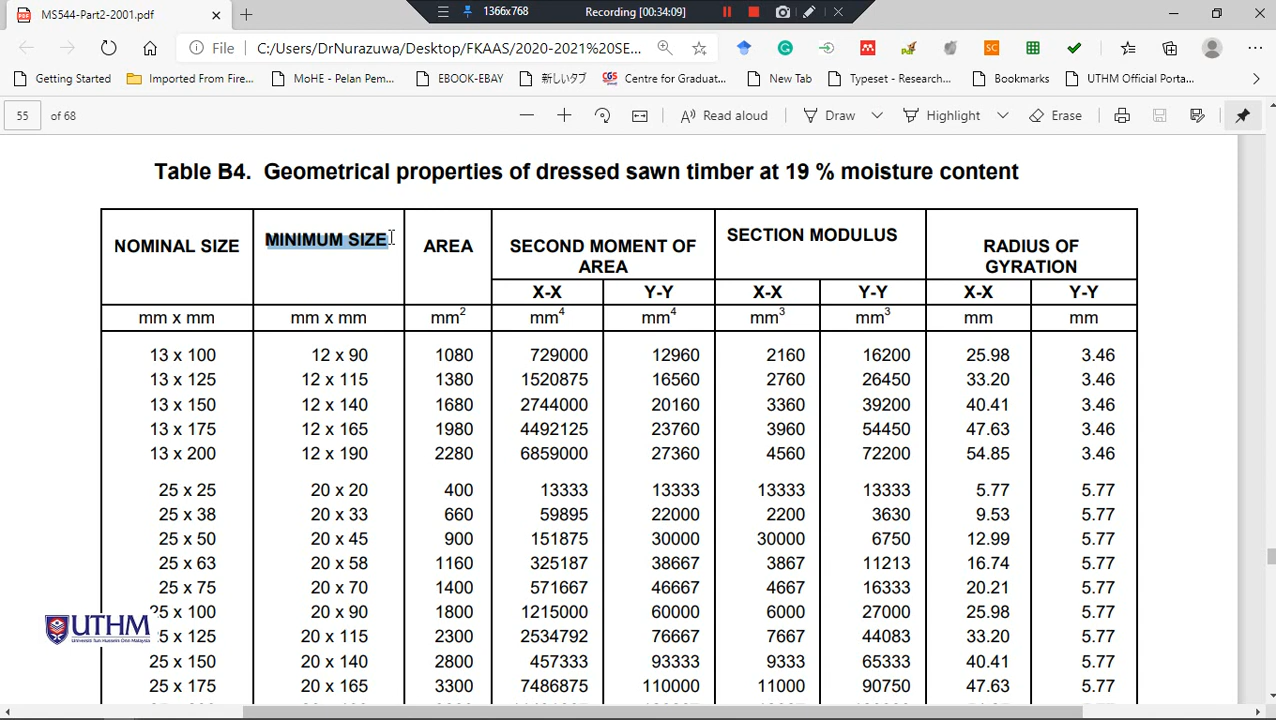 MS544-Part2-2001.pdf
1366x768
Recording [00:34:09]
File
C:/Users/DrNurazuwa/Desktop/FKAAS/2020-2021%20SE...
Getting Started
Imported From Fire...
MoHE - Pelan Pem...
EBOOK-EBAY
新しいタブ
CGS
Centre for Graduat...
New Tab
Typeset - Research...
Bookmarks
UTHM Official Porta...
SC
55 of 68
Read aloud
Draw
Highlight
Erase
Table B4. Geometrical properties of dressed sawn timber at 19 % moisture content
NOMINAL SIZE MINIMUM SIZE AREA SECOND MOMENT OF AREA SECTION MODULUS RADIUS OF GYRATION
X-X Y-Y X-X Y-Y X-X Y-Y
mm x mm mm x mm mm² mm⁴ mm⁴ mm³ mm³ mm mm
13 x 100 12 x 90 1080 729000 12960 2160 16200 25.98 3.46
13 x 125 12 x 115 1380 1520875 16560 2760 26450 33.20 3.46
13 x 150 12 x 140 1680 2744000 20160 3360 39200 40.41 3.46
13 x 175 12 x 165 1980 4492125 23760 3960 54450 47.63 3.46
13 x 200 12 x 190 2280 6859000 27360 4560 72200 54.85 3.46
25 x 25 20 x 20 400 13333 13333 13333 13333 5.77 5.77
25 x 38 20 x 33 660 59895 22000 2200 3630 9.53 5.77
25 x 50 20 x 45 900 151875 30000 30000 6750 12.99 5.77
25 x 63 20 x 58 1160 325187 38667 3867 11213 16.74 5.77
25 x 75 20 x 70 1400 571667 46667 4667 16333 20.21 5.77
25 x 100 20 x 90 1800 1215000 60000 6000 27000 25.98 5.77
5 x 125 20 x 115 2300 2534792 76667 7667 44083 33.20 5.77
25 x 150 20 x 140 2800 457333 93333 9333 65333 40.41 5.77
25 x 175 20 x 165 3300 7486875 110000 11000 90750 47.63 5.77
UTHM
Universiti Tun Hussein Onn Malaysia